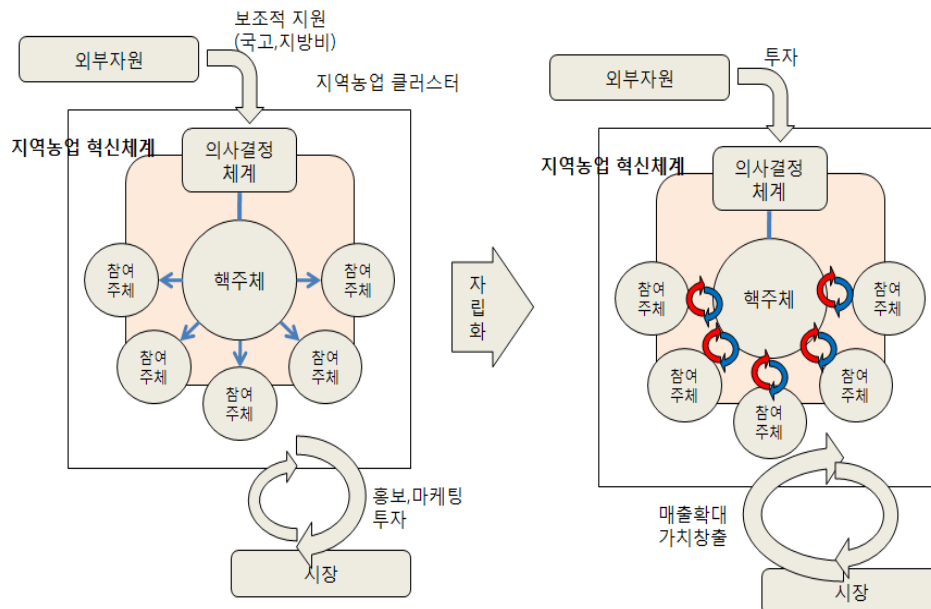 보조적 지원
(국고,지방비)
외부자원
지역농업 클러스터
지역농업 혁신체계
의사결정
체계
핵주체
참여
주체
참여
주체
참여
주체
참여
주체
참여
주체
홍보,마케팅
투자
시장
자
립
화
투자
외부자원
지역농업 혁신체계
의사결정
체계
핵주체
참여
주체
참여
주체
참여
주체
참여
주체
참여
주체
매출확대
가치창출
시장